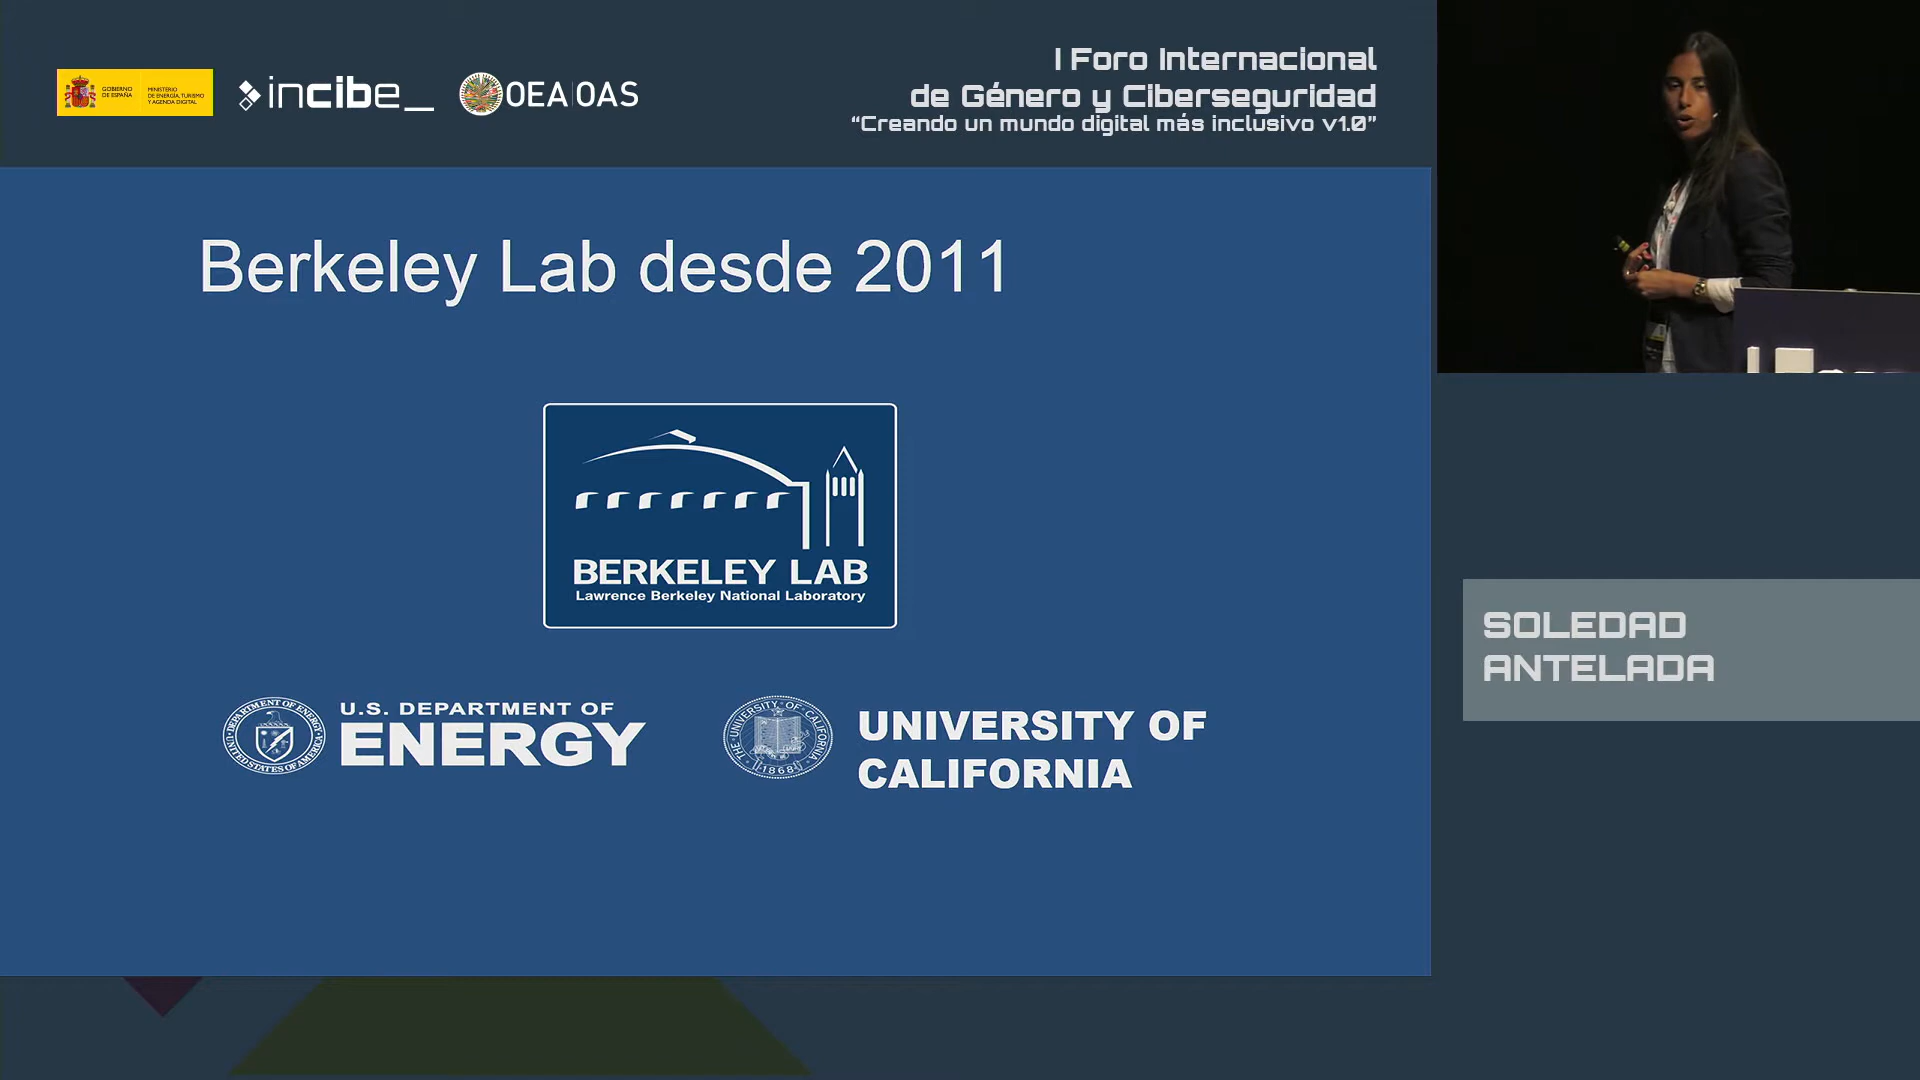 GOBIERNO
DE ESPAÑA
MINISTERIO
DE ENERGÍA, TURISMO
Y AGENDA DIGITAL
incibe_
OEA|OAS
I Foro Internacional
de Género y Ciberseguridad
“Creando un mundo digital más inclusivo v1.0”
Berkeley Lab desde 2011
BERKELEY LAB
Lawrence Berkeley National Laboratory
DEPARTMENT OF ENERGY
UNITED STATES OF AMERICA
U.S. DEPARTMENT OF
ENERGY
THE UNIVERSITY OF CALIFORNIA
1868
UNIVERSITY OF
CALIFORNIA
SOLEDAD
ANTELADA